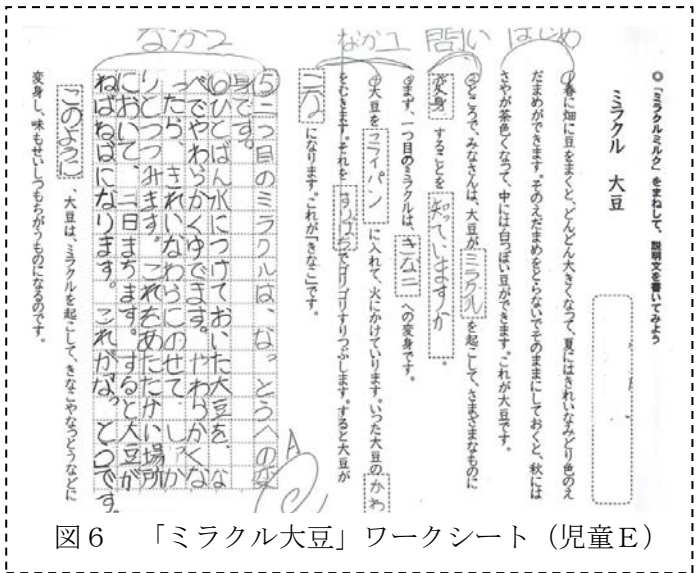 はじめ
問い
なか1
なか2
◎「ミラクルミルク」をまねして、説明文を書いてみよう
ミラクル 大豆
①春に畑に豆をまくと、どんどん大きくなって、夏にはきれいなみどり色のえ
だまめができます。そのえだまめをとらないでそのままにしておくと、秋には
さやが茶色くなって、中には白っぽい豆ができます。これが大豆です。
②ところで、みなさんは、大豆がミラクルを起こして、さまざまなものに
変身することを知っていますか。
③まず、一つ目のミラクルは、きなこへの変身です。
④大豆をフライパンに入れて、火にかけていります。いった大豆のかわ
をむきます。それをすりばちでゴリゴリすりつぶします。すると大豆が
こなになります。これが「きなこ」です。
⑤二つ目のミラクルは、なっとうへの変
身です。
⑥ひとばん水につけておいた大豆を、な
べでやわらかくゆでます。やわらかくな
ったら、きれいなわらにのせて、しっか
りとつつみます。これをあたたかい場所
において、二日まちます。すると大豆が
ねばねばになります。これがなっとうです。
このように、大豆は、ミラクルを起こして、きなこやなっとうなどに
変身し、味もせいしつもちがうものになるのです。
A
図6 「ミラクル大豆」ワークシート（児童E）